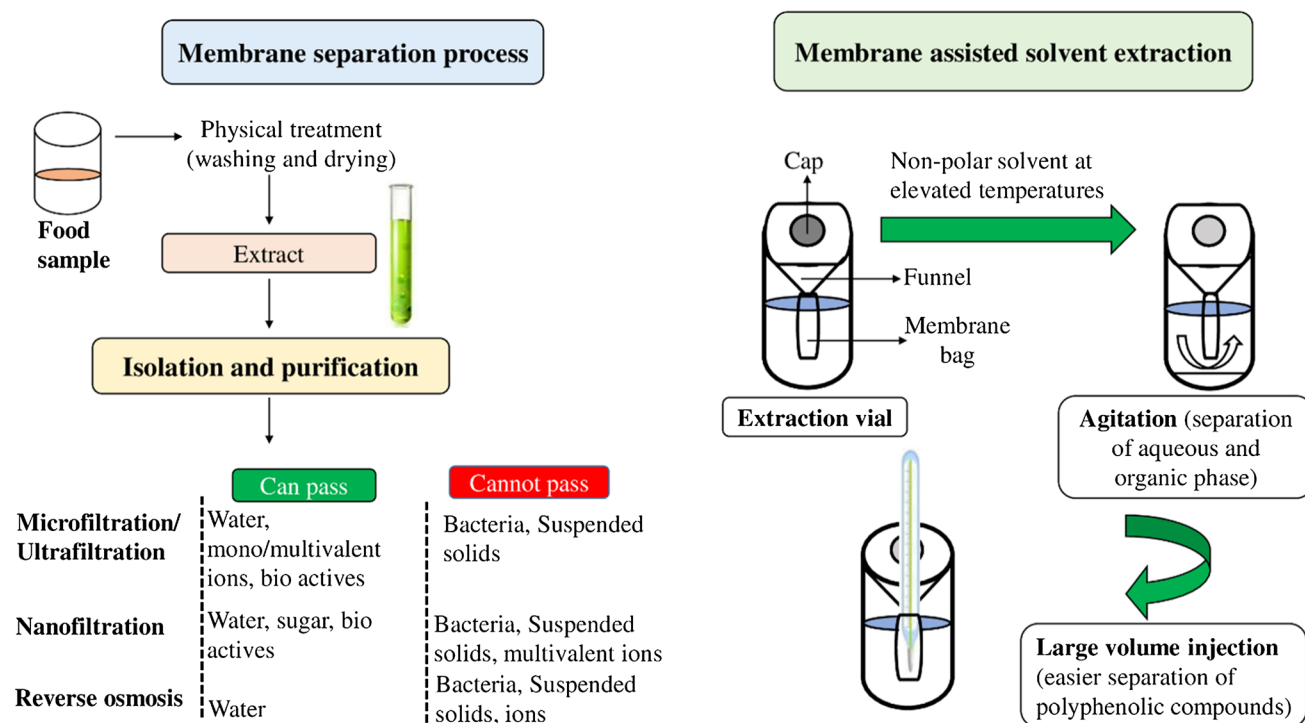 Membrane separation process
Food
sample
Physical treatment
(washing and drying)
Extract
Isolation and purification
Can pass
Cannot pass
Microfiltration/
Ultrafiltration
Water,
mono/multivalent
ions, bio actives
Bacteria, Suspended
solids
Nanofiltration
Water, sugar, bio
actives
Bacteria, Suspended
solids, multivalent ions
Reverse osmosis
Water
Bacteria, Suspended
solids, ions
Membrane assisted solvent extraction
Cap
Non-polar solvent at
elevated temperatures
Funnel
Membrane
bag
Extraction vial
Agitation (separation
of aqueous and
organic phase)
Large volume injection
(easier separation of
polyphenolic compounds)